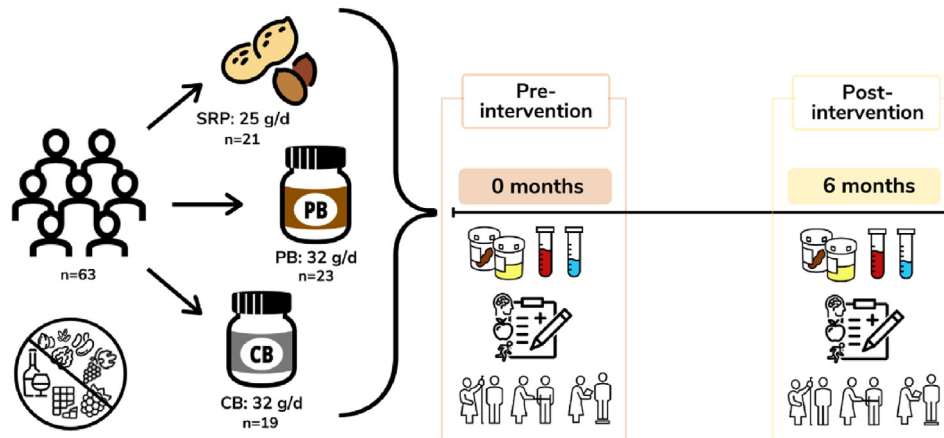 SRP: 25 g/d
n=21
PB
PB: 32 g/d
n=23
n=63
CB
CB: 32 g/d
n=19
Pre-
intervention
0 months
Post-
intervention
6 months